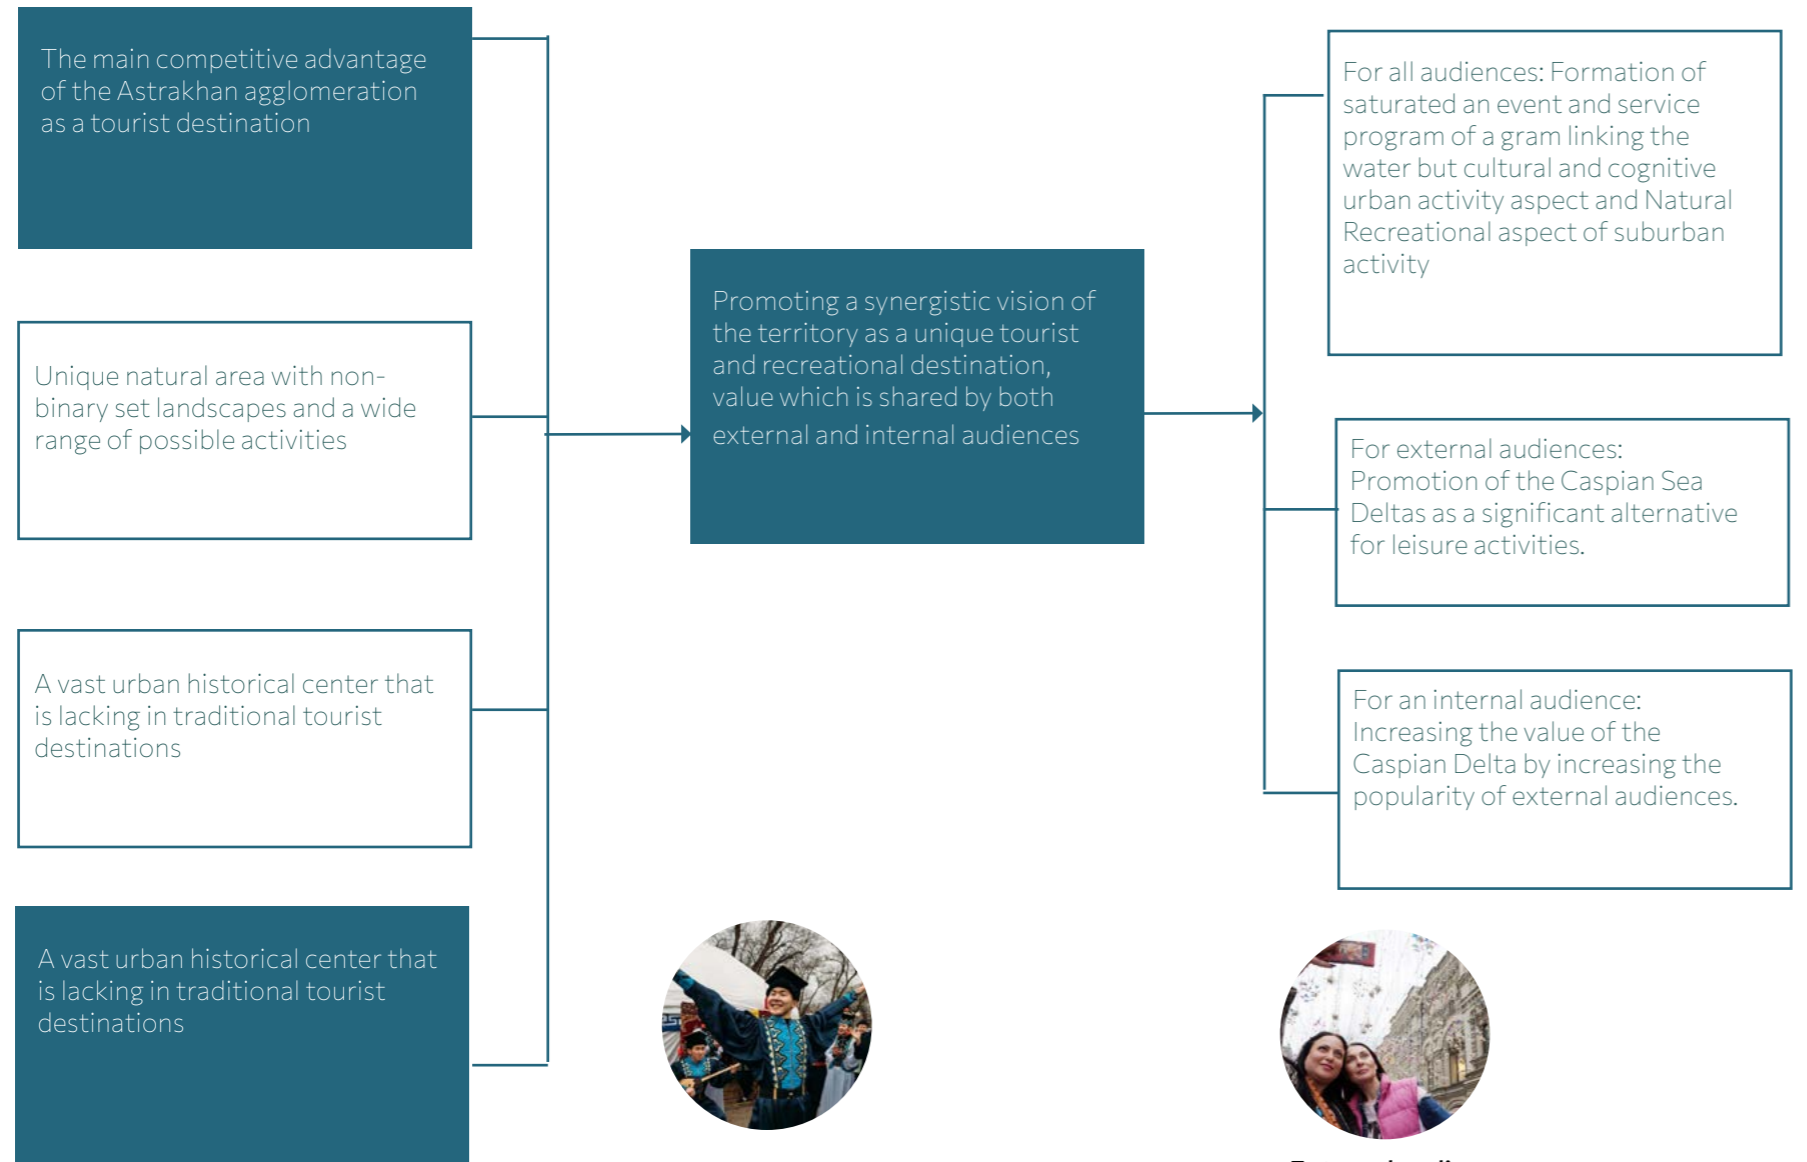 The main competitive advantage
of the Astrakhan agglomeration
as a tourist destination
Unique natural area with non-
binary set landscapes and a wide
range of possible activities
A vast urban historical center that
is lacking in traditional tourist
destinations
A vast urban historical center that
is lacking in traditional tourist
destinations
Promoting a synergistic vision of
the territory as a unique tourist
and recreational destination,
value which is shared by both
external and internal audiences
For all audiences: Formation of
saturated an event and service
program of a gram linking the
water but cultural and cognitive
urban activity aspect and Natural
Recreational aspect of suburban
activity
For external audiences:
Promotion of the Caspian Sea
Deltas as a significant alternative
for leisure activities.
For an internal audience:
Increasing the value of the
Caspian Delta by increasing the
popularity of external audiences.